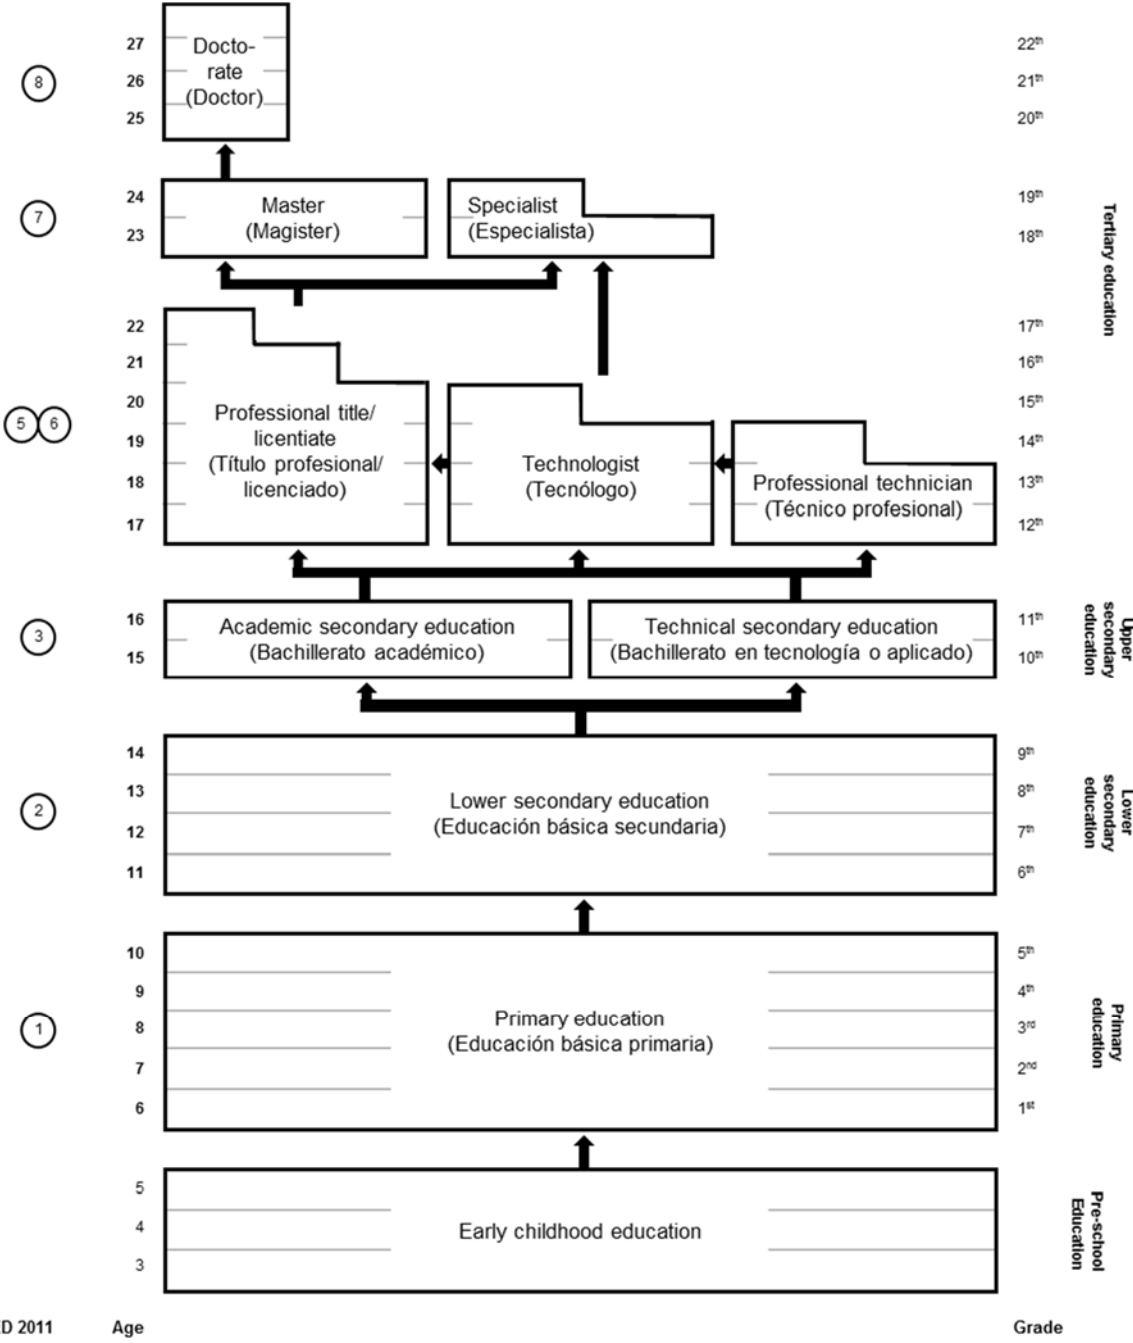 27
Docto-
rate
(Doctor)
22th
8
26
21th
25
20th
24
Master
(Magister)
Specialist
(Especialista)
19th
7
23
18th
Tertiary education
22
17th
21
16th
20
Professional title/
licentiate
(Título profesional/
licenciado)
15th
5
6
19
Technologist
(Tecnólogo)
14th
18
Professional technician
(Técnico profesional)
13th
17
12th
16
Academic secondary education
(Bachillerato académico)
Technical secondary education
(Bachillerato en tecnología o aplicado)
11th
3
15
10th
Upper
secondary
education
14
9th
13
Lower secondary education
(Educación básica secundaria)
8th
2
12
7th
11
6th
Lower
secondary
education
10
5th
9
4th
1
8
Primary education
(Educación básica primaria)
3rd
7
2nd
6
1st
Primary
education
5
4
Early childhood education
3
Pre-school
Education
ED 2011
Age
Grade